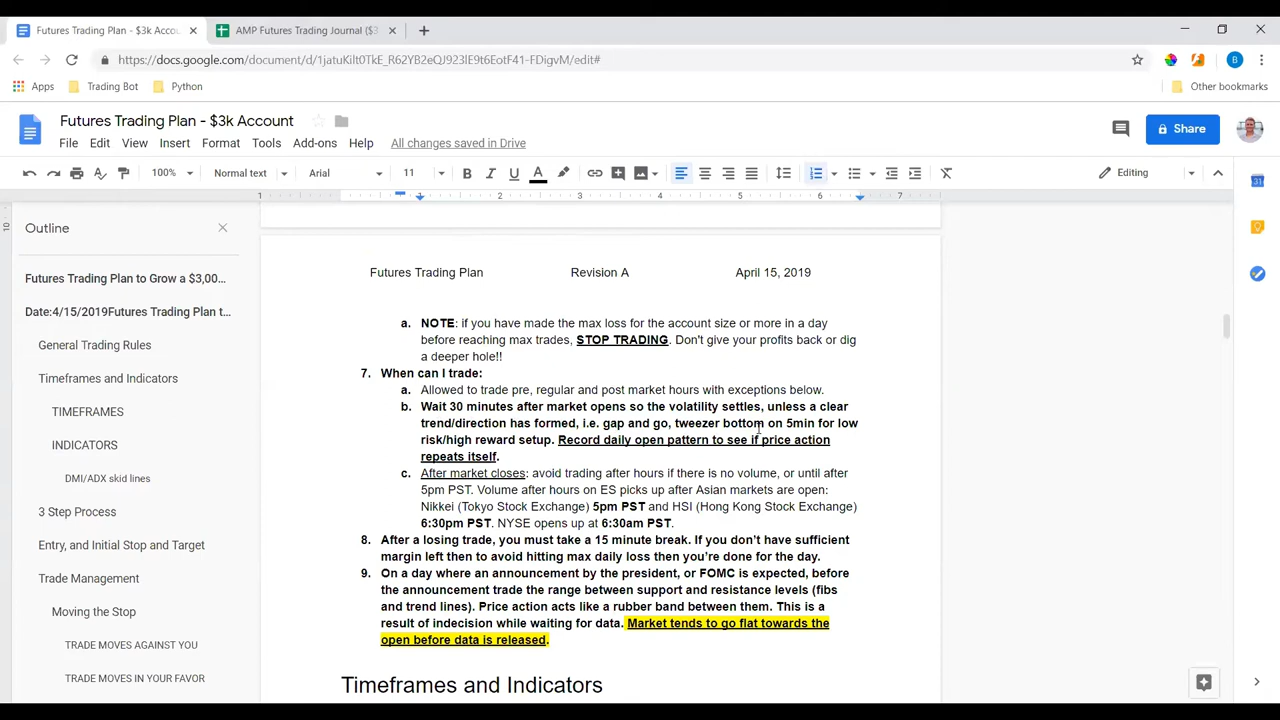 Futures Trading Plan - $3k Accou
AMP Futures Trading Journal ($3
https://docs.google.com/document/d/1jatuKilt0TkE_R62YB2eQJ923lE9t6EotF41-FDigvM/edit#
B
Apps
Trading Bot
Python
Other bookmarks
Futures Trading Plan - $3k Account
File Edit View Insert Format Tools Add-ons Help All changes saved in Drive
Share
100% Normal text Arial 11 B I U A Editing
1 1 2 3 4 5 6 7
Outline
Futures Trading Plan to Grow a $3,00...
Date:4/15/2019Futures Trading Plan t...
General Trading Rules
Timeframes and Indicators
TIMEFRAMES
INDICATORS
DMI/ADX skid lines
3 Step Process
Entry, and Initial Stop and Target
Trade Management
Moving the Stop
TRADE MOVES AGAINST YOU
TRADE MOVES IN YOUR FAVOR
Futures Trading Plan Revision A April 15, 2019
a. NOTE: if you have made the max loss for the account size or more in a day
before reaching max trades, STOP TRADING. Don't give your profits back or dig
a deeper hole!!
7. When can I trade:
a. Allowed to trade pre, regular and post market hours with exceptions below.
b. Wait 30 minutes after market opens so the volatility settles, unless a clear
trend/direction has formed, i.e. gap and go, tweezer bottom on 5min for low
risk/high reward setup. Record daily open pattern to see if price action
repeats itself.
c. After market closes: avoid trading after hours if there is no volume, or until after
5pm PST. Volume after hours on ES picks up after Asian markets are open:
Nikkei (Tokyo Stock Exchange) 5pm PST and HSI (Hong Kong Stock Exchange)
6:30pm PST. NYSE opens up at 6:30am PST.
8. After a losing trade, you must take a 15 minute break. If you don't have sufficient
margin left then to avoid hitting max daily loss then you're done for the day.
9. On a day where an announcement by the president, or FOMC is expected, before
the announcement trade the range between support and resistance levels (fibs
and trend lines). Price action acts like a rubber band between them. This is a
result of indecision while waiting for data. Market tends to go flat towards the
open before data is released.
Timeframes and Indicators